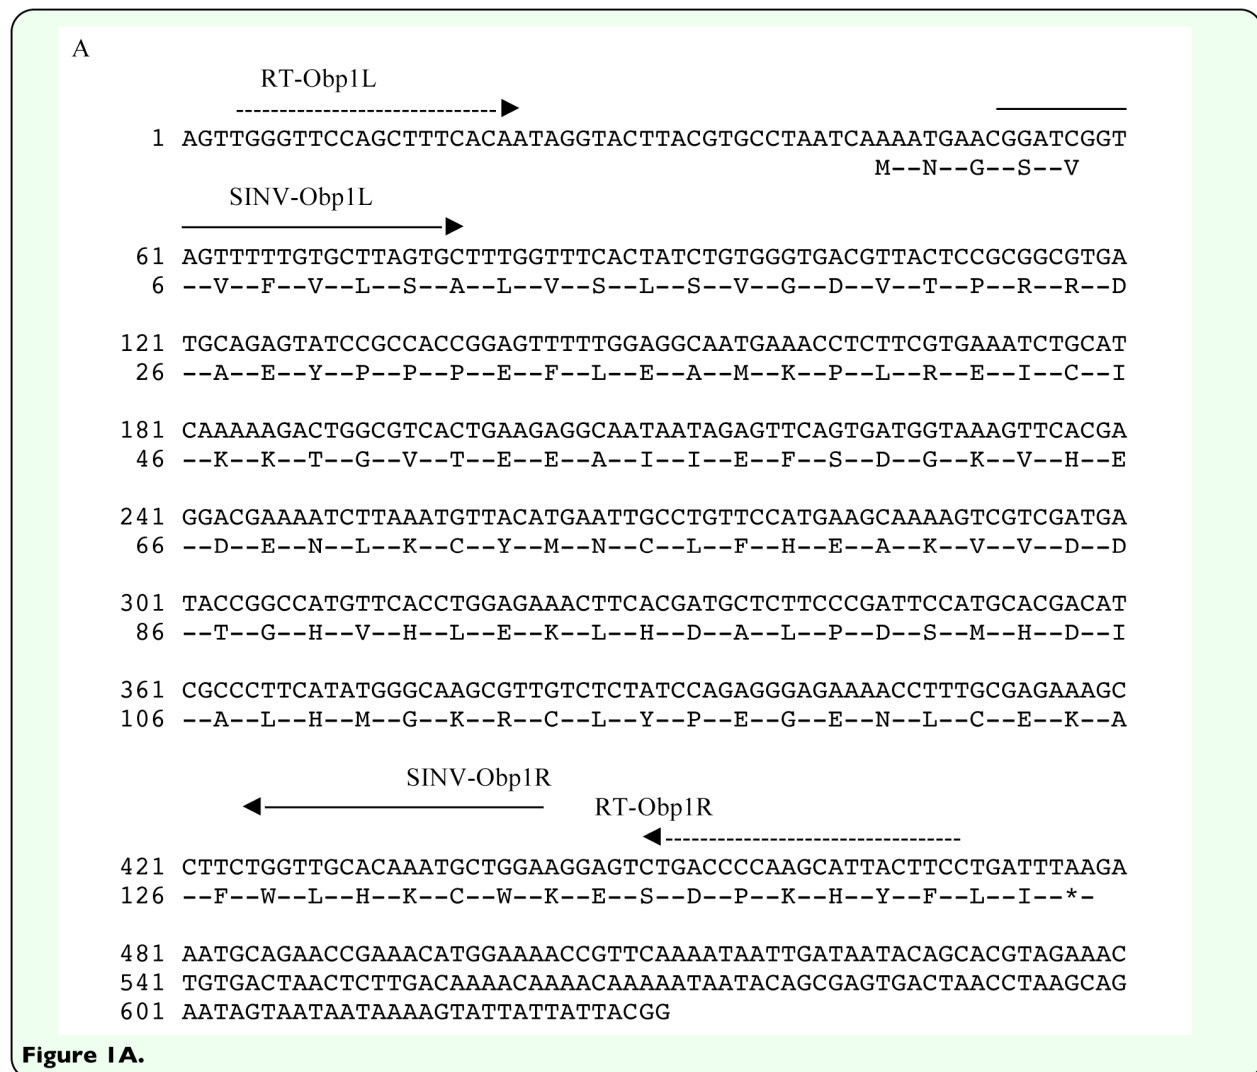 A
RT-Obp1L
1 AGTTGGGTTCCAGCTTTCACAATAGGTACTTACGTGCCTAATCAAAATGAACGGATCGGT
M--N--G--S--V
SINV-Obp1L
61 AGTTTTTGTGCTTAGTGCTTTGGTTTCACTATCTGTGGGTGACGTTACTCCGCGGCGTGA
6 --V--F--V--L--S--A--L--V--S--L--S--V--G--D--V--T--P--R--R--D
121 TGCAGAGTATCCGCCACCGGAGTTTTTGGAGGCAATGAAACCTCTTCGTGAAATCTGCAT
26 --A--E--Y--P--P--P--E--F--L--E--A--M--K--P--L--R--E--I--C--I
181 CAAAAAGACTGGCGTCACTGAAGAGGCAATAATAGAGTTCAGTGATGGTAAAGTTCACGA
46 --K--K--T--G--V--T--E--E--A--I--I--E--F--S--D--G--K--V--H--E
241 GGACGAAAATCTTAAATGTTACATGAATTGCCTGTTCCATGAAGCAAAAGTCGTCGATGA
66 --D--E--N--L--K--C--Y--M--N--C--L--F--H--E--A--K--V--V--D--D
301 TACCGGCCATGTTCACCTGGAGAAACTTCACGATGCTCTTCCCGATTCCATGCACGACAT
86 --T--G--H--V--H--L--E--K--L--H--D--A--L--P--D--S--M--H--D--I
361 CGCCCTTCATATGGGCAAGCGTTGTCTCTATCCAGAGGGAGAAAACCTTTGCGAGAAAGC
106 --A--L--H--M--G--K--R--C--L--Y--P--E--G--E--N--L--C--E--K--A
SINV-Obp1R
RT-Obp1R
421 CTTCTGGTTGCACAAATGCTGGAAGGAGTCTGACCCCAAGCATTACTTCCTGATTTAAGA
126 --F--W--L--H--K--C--W--K--E--S--D--P--K--H--Y--F--L--I--*-
481 AATGCAGAACCGAAACATGGAAAACCGTTCAAAATAATTGATAATACAGCACGTAGAAAC
541 TGTGACTAACTCTTGACAAAACAAAACAAAAATAATACAGCGAGTGACTAACCTAAGCAG
601 AATAGTAATAATAAAAGTATTATTATTACGG
Figure 1A.